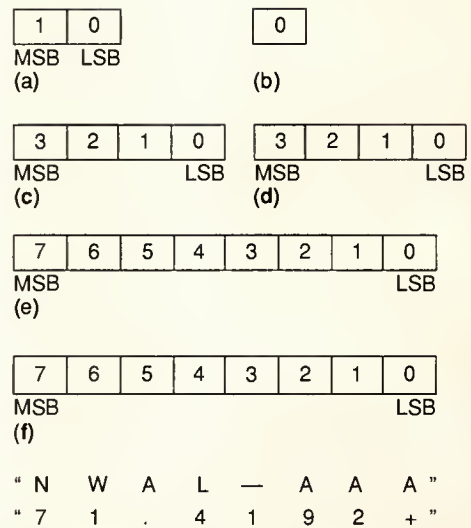 1 0 0
MSB LSB
(a) (b)
3 2 1 0 3 2 1 0
MSB LSB MSB LSB
(c) (d)
7 6 5 4 3 2 1 0
MSB LSB
(e)
7 6 5 4 3 2 1 0
MSB LSB
(f)
“ N W A L — A A A ”
“ 7 1 . 4 1 9 2 + ”